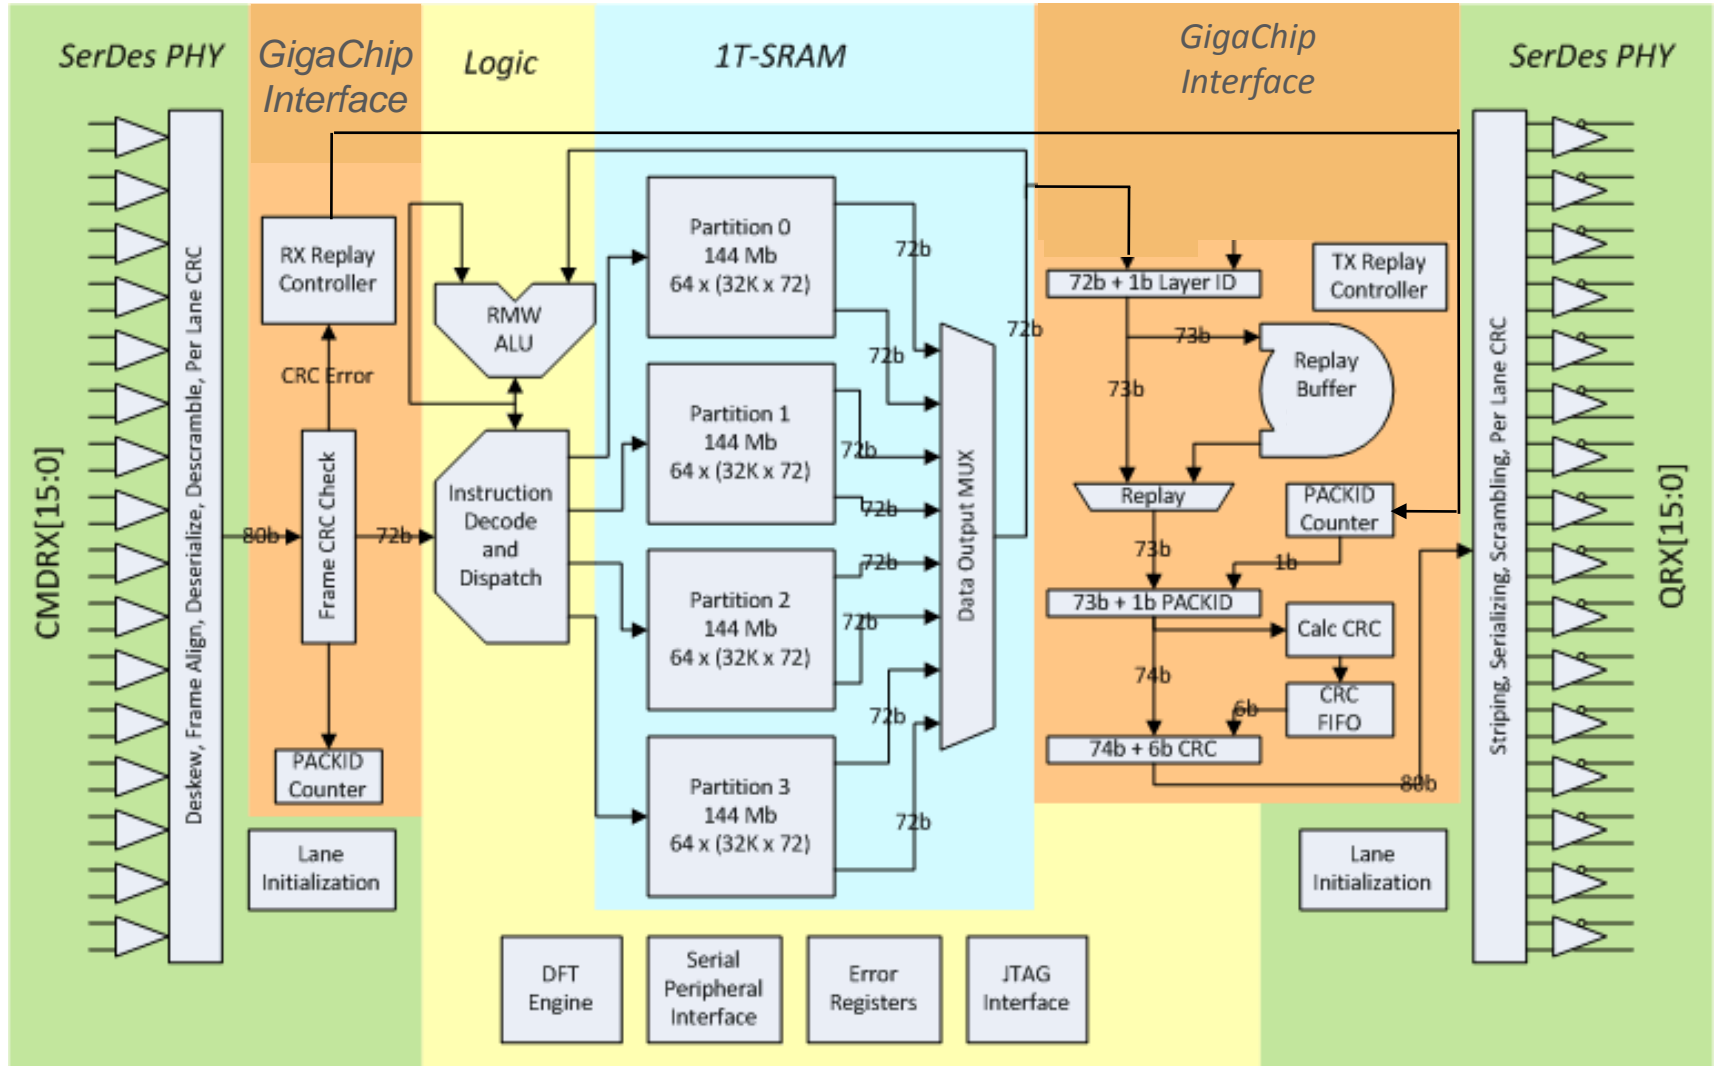 SerDes PHY
GigaChip
Interface
Logic
1T-SRAM
GigaChip
Interface
SerDes PHY
CMDRX[15:0]
Deskew, Frame Align, Deserialize, Descramble, Per Lane CRC
80b
RX Replay
Controller
CRC Error
Frame CRC Check
72b
PACKID
Counter
Lane
Initialization
RMW
ALU
Instruction
Decode
and
Dispatch
Partition 0
144 Mb
64 x (32K x 72)
Partition 1
144 Mb
64 x (32K x 72)
Partition 2
144 Mb
64 x (32K x 72)
Partition 3
144 Mb
64 x (32K x 72)
72b
72b
72b
72b
72b
72b
72b
72b
Data Output MUX
72b
72b + 1b Layer ID
TX Replay
Controller
73b
Replay
Buffer
73b
Replay
PACKID
Counter
73b
1b
73b + 1b PACKID
Calc CRC
74b
CRC
FIFO
6b
74b + 6b CRC
80b
Lane
Initialization
Striping, Serializing, Scrambling, Per Lane CRC
QRX[15:0]
DFT
Engine
Serial
Peripheral
Interface
Error
Registers
JTAG
Interface